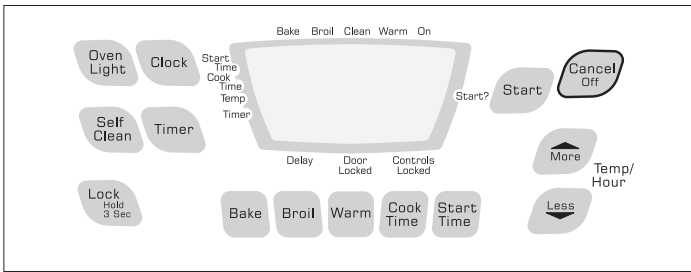 Bake Broil Clean Warm On
Oven
Light
Clock
Start
Time
Cook
Time
Temp
Timer
Start?
Start
Cancel
Off
Self
Clean
Timer
Delay
Door
Locked
Controls
Locked
More
Temp/
Hour
Less
Lock
Hold
3 Sec
Bake
Broil
Warm
Cook
Time
Start
Time